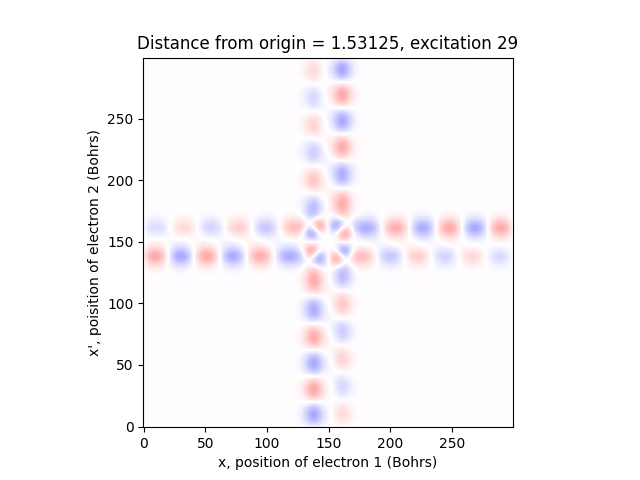 Distance from origin = 1.53125, excitation 29
x', poisition of electron 2 (Bohrs)
250
200
150
100
50
0
0 50 100 150 200 250
x, position of electron 1 (Bohrs)